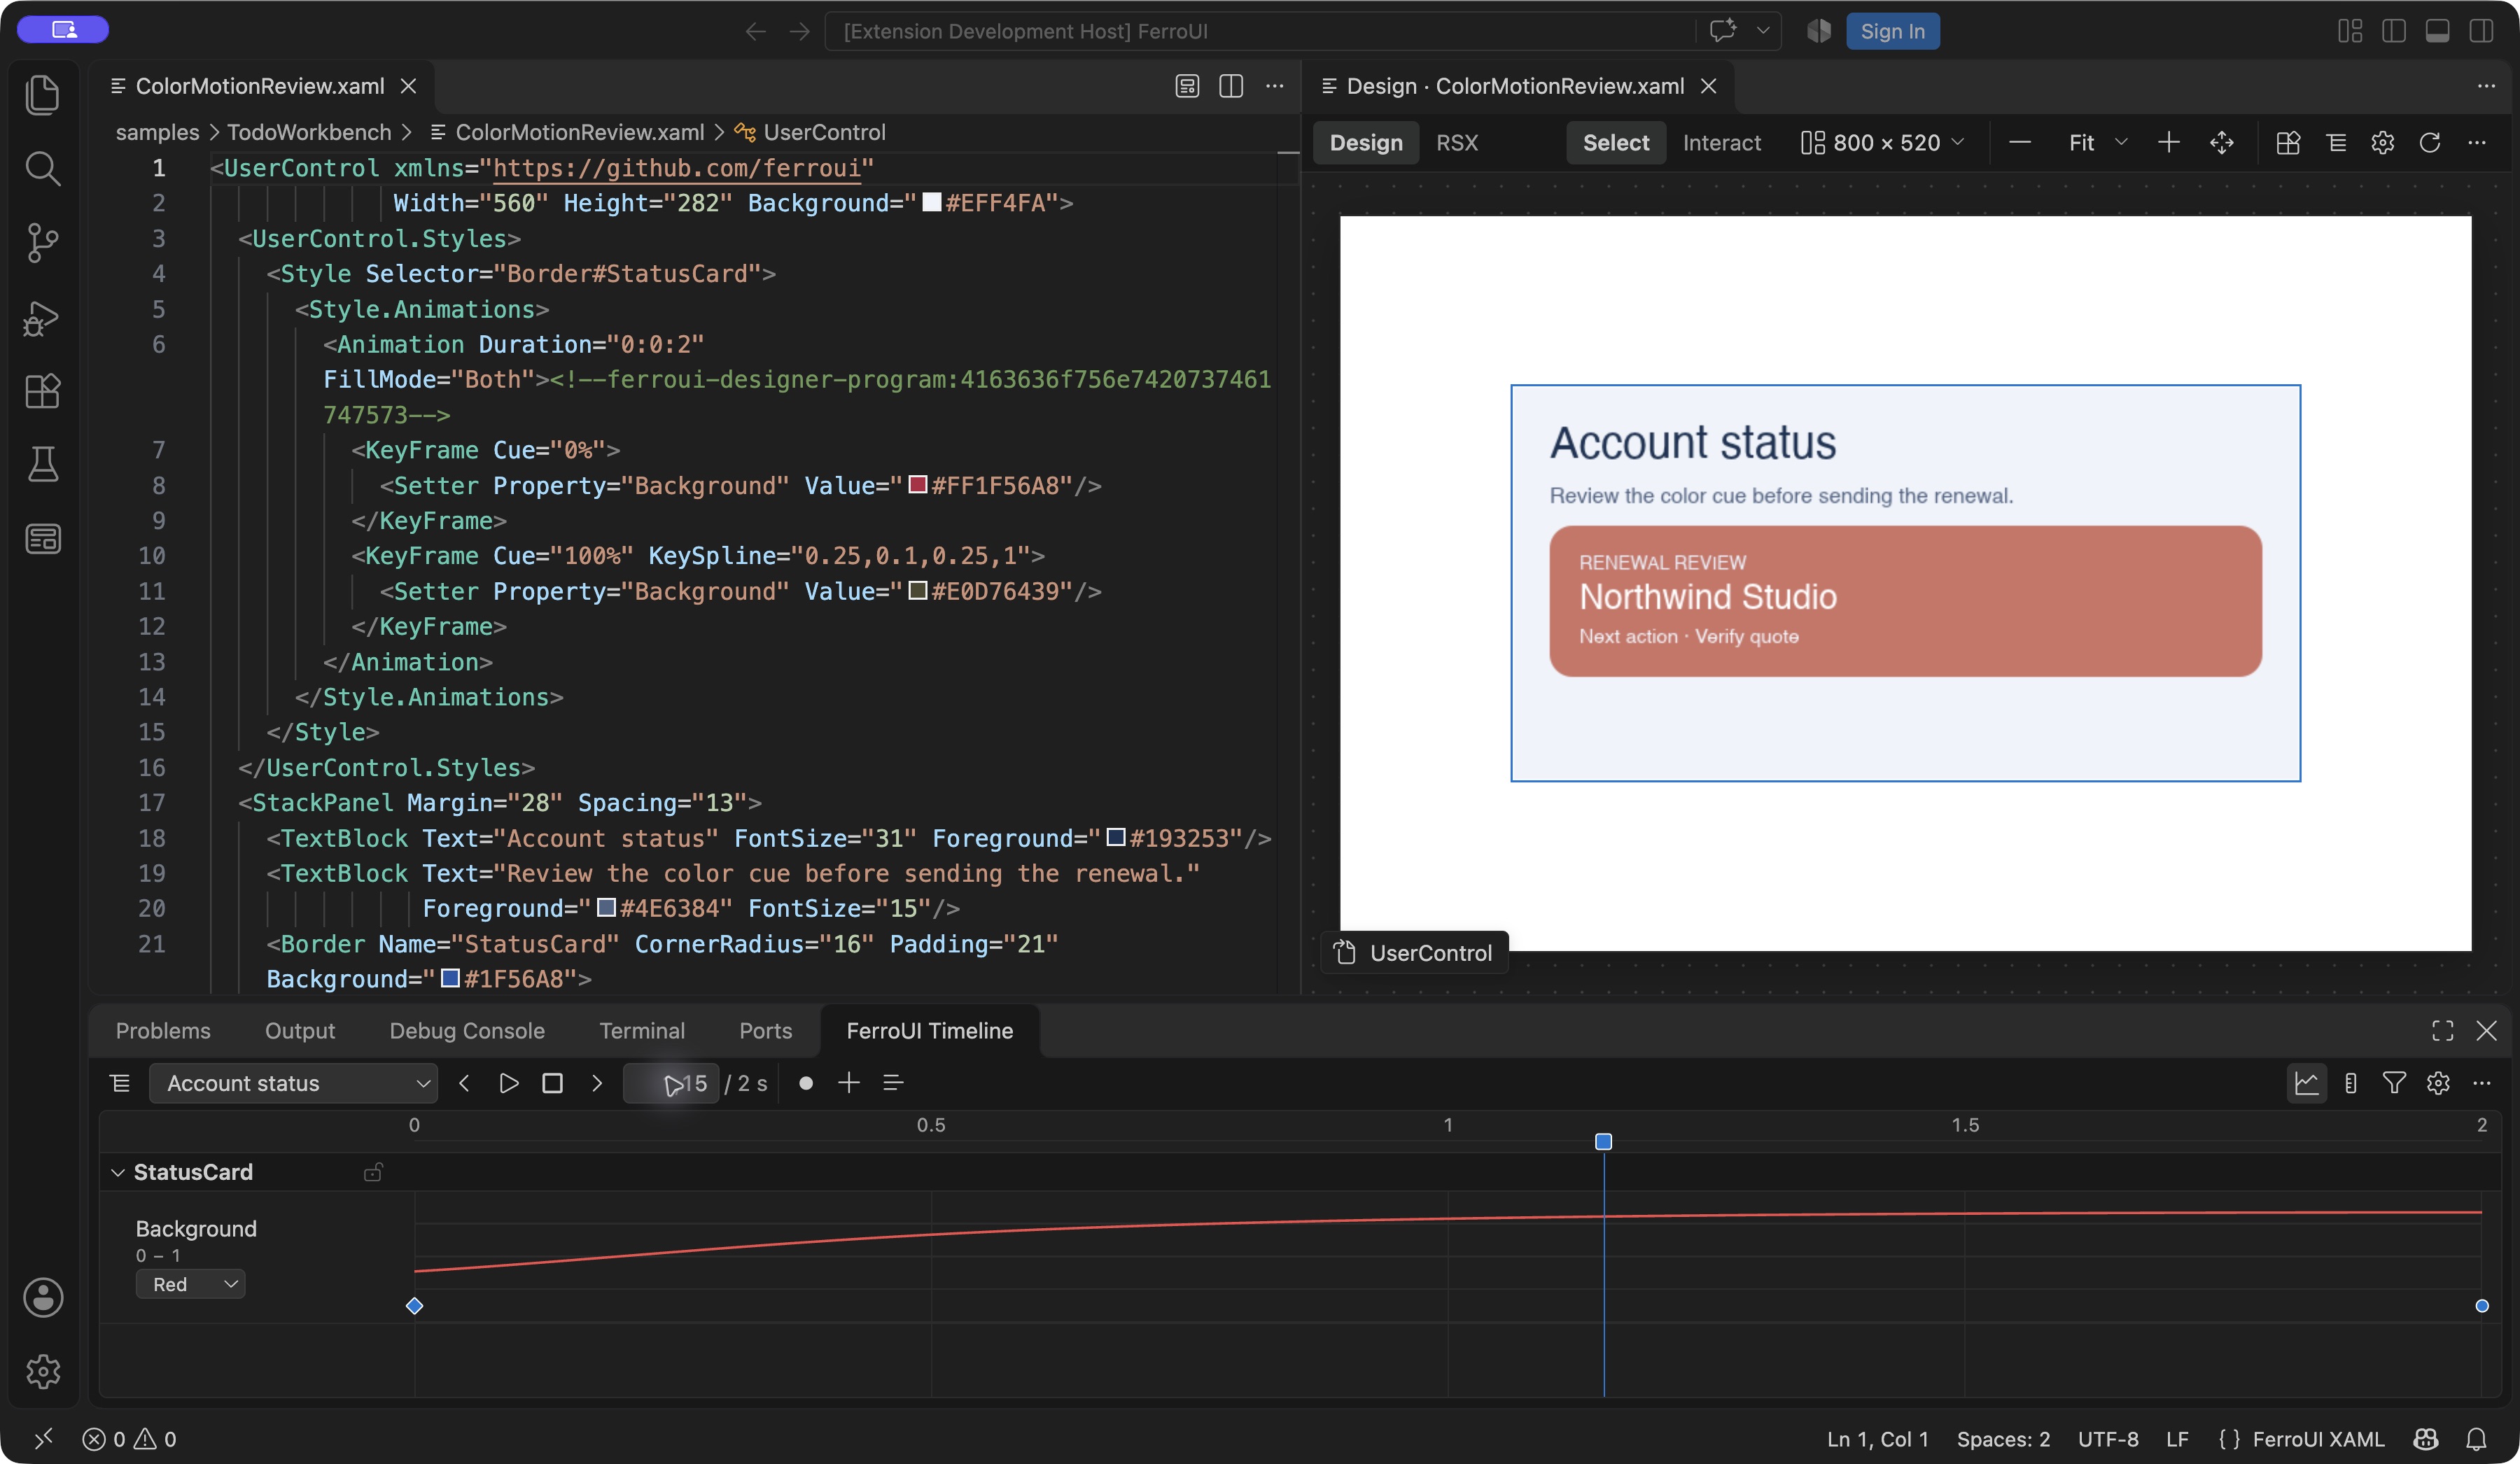 [Extension Development Host] FerroUI
Sign In
ColorMotionReview.xaml
samples > TodoWorkbench > ColorMotionReview.xaml > UserControl
1 <UserControl xmlns="https://github.com/ferroui"
2 Width="560" Height="282" Background="#EFF4FA">
3 <UserControl.Styles>
4 <Style Selector="Border#StatusCard">
5 <Style.Animations>
6 <Animation Duration="0:0:2"
FillMode="Both"><!--ferroui-designer-program:4163636f756e7420737461
747573-->
7 <KeyFrame Cue="0%">
8 <Setter Property="Background" Value="#FF1F56A8"/>
9 </KeyFrame>
10 <KeyFrame Cue="100%" KeySpline="0.25,0.1,0.25,1">
11 <Setter Property="Background" Value="#E0D76439"/>
12 </KeyFrame>
13 </Animation>
14 </Style.Animations>
15 </Style>
16 </UserControl.Styles>
17 <StackPanel Margin="28" Spacing="13">
18 <TextBlock Text="Account status" FontSize="31" Foreground="#193253"/>
19 <TextBlock Text="Review the color cue before sending the renewal."
20 Foreground="#4E6384" FontSize="15"/>
21 <Border Name="StatusCard" CornerRadius="16" Padding="21"
Background="#1F56A8">
Design · ColorMotionReview.xaml
Design RSX Select Interact 800 × 520 Fit
Account status
Review the color cue before sending the renewal.
RENEWAL REVIEW
Northwind Studio
Next action · Verify quote
UserControl
Problems Output Debug Console Terminal Ports FerroUI Timeline
Account status 15 / 2 s
0 0.5 1 1.5 2
StatusCard
Background
0 – 1
Red
0 0 Ln 1, Col 1 Spaces: 2 UTF-8 LF { } FerroUI XAML